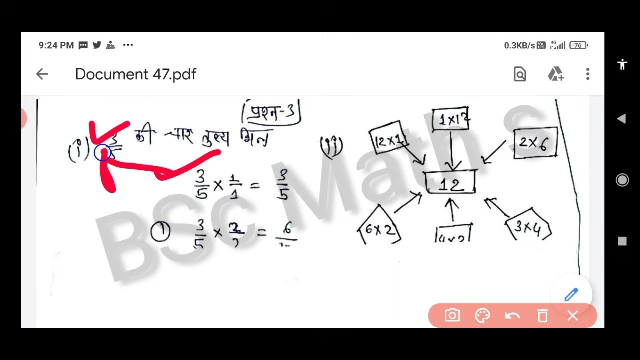 9:24 PM
0.3KB/s
76
Document 47.pdf
प्रश्न-3
(i) 3/5 की चार तुल्य भिन्न
3/5 × 1/1 = 3/5
① 3/5 × 2/2 = 6
(ii)
12×1
1×12
2×6
12
6×2
3×4
BSc Maths